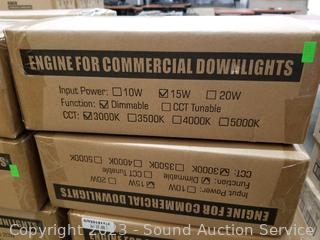 ENGINE FOR COMMERCIAL DOWNLIGHTS
Input Power: ☐10W ☑15W ☐20W
Function: ☑Dimmable ☐CCT Tunable
CCT: ☑3000K ☐3500K ☐4000K ☐5000K
ENGINE FOR COMMERCIAL DOWNLIGHTS
Input Power: ☐10W ☑15W ☐20W
Function: ☑Dimmable ☐CCT Tunable
CCT: ☑3000K ☐3500K ☐4000K ☐5000K
Copyright 2023 - Sound Auction Service